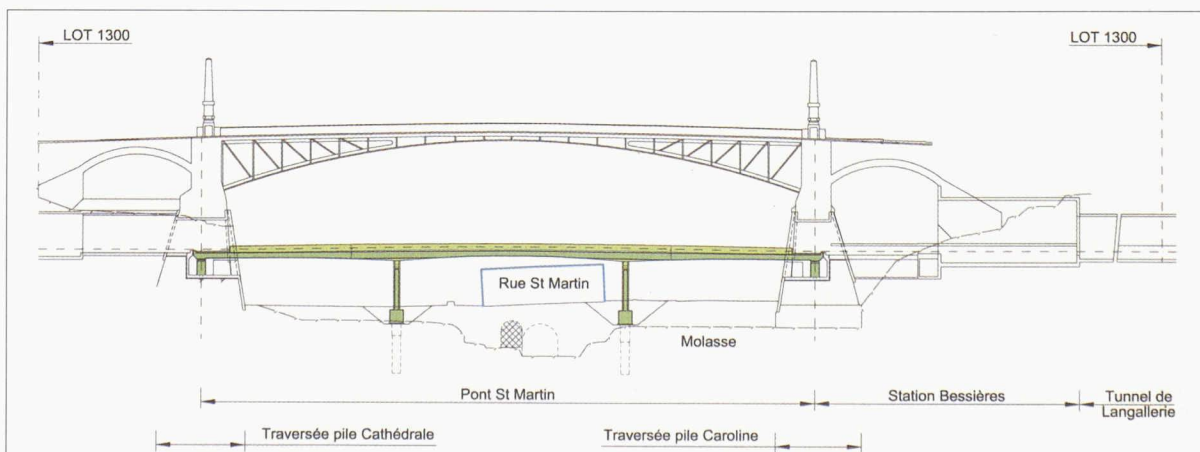 LOT 1300
LOT 1300
Rue St Martin
Molasse
Pont St Martin
Station Bessières
Tunnel de
Langallerie
Traversée pile Cathédrale
Traversée pile Caroline